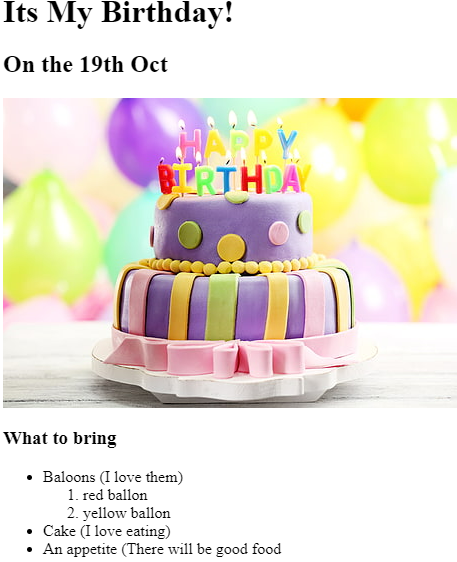 Its My Birthday!
On the 19th Oct
HAPPY
BIRTHDAY
What to bring
• Baloons (I love them)
1. red ballon
2. yellow ballon
• Cake (I love eating)
• An appetite (There will be good food